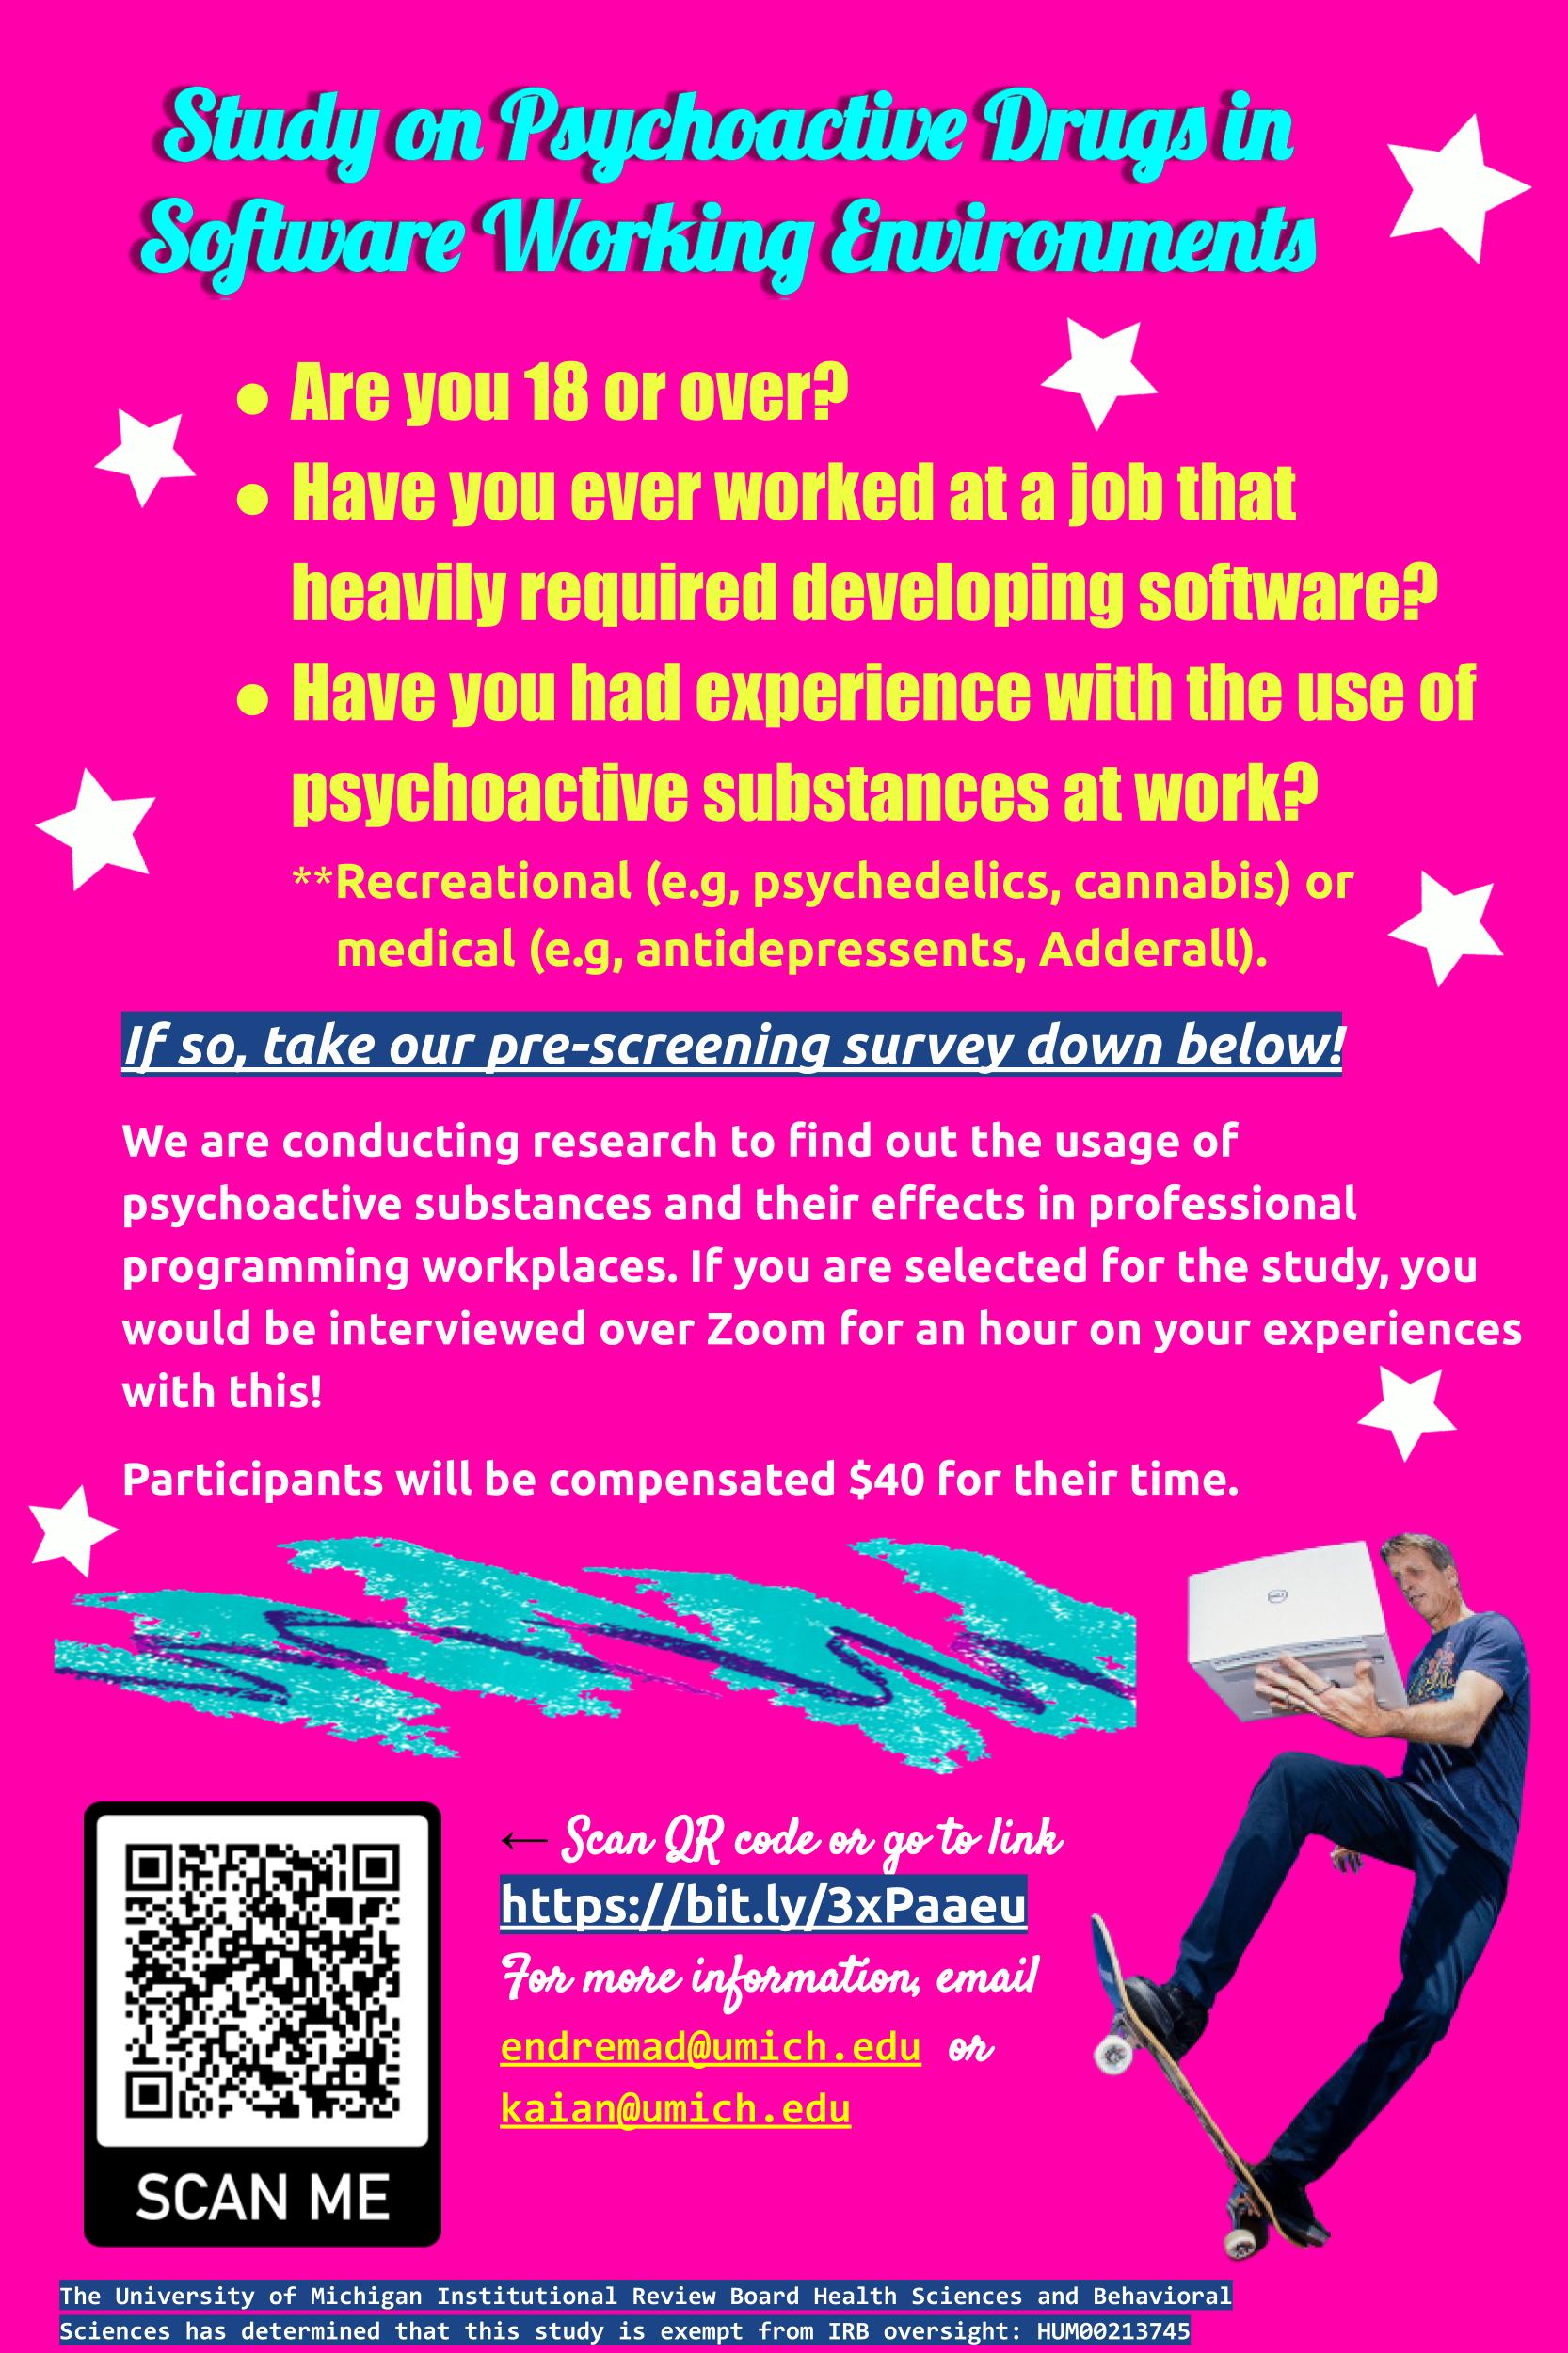 Study on Psychoactive Drugs in
Software Working Environments
● Are you 18 or over?
● Have you ever worked at a job that
heavily required developing software?
● Have you had experience with the use of
psychoactive substances at work?
**Recreational (e.g, psychedelics, cannabis) or
medical (e.g, antidepressents, Adderall).
If so, take our pre-screening survey down below!
We are conducting research to find out the usage of
psychoactive substances and their effects in professional
programming workplaces. If you are selected for the study, you
would be interviewed over Zoom for an hour on your experiences
with this!
Participants will be compensated $40 for their time.
DELL
← Scan QR code or go to link
https://bit.ly/3xPaaeu
For more information, email
endremad@umich.edu or
kaian@umich.edu
SCAN ME
The University of Michigan Institutional Review Board Health Sciences and Behavioral
Sciences has determined that this study is exempt from IRB oversight: HUM00213745